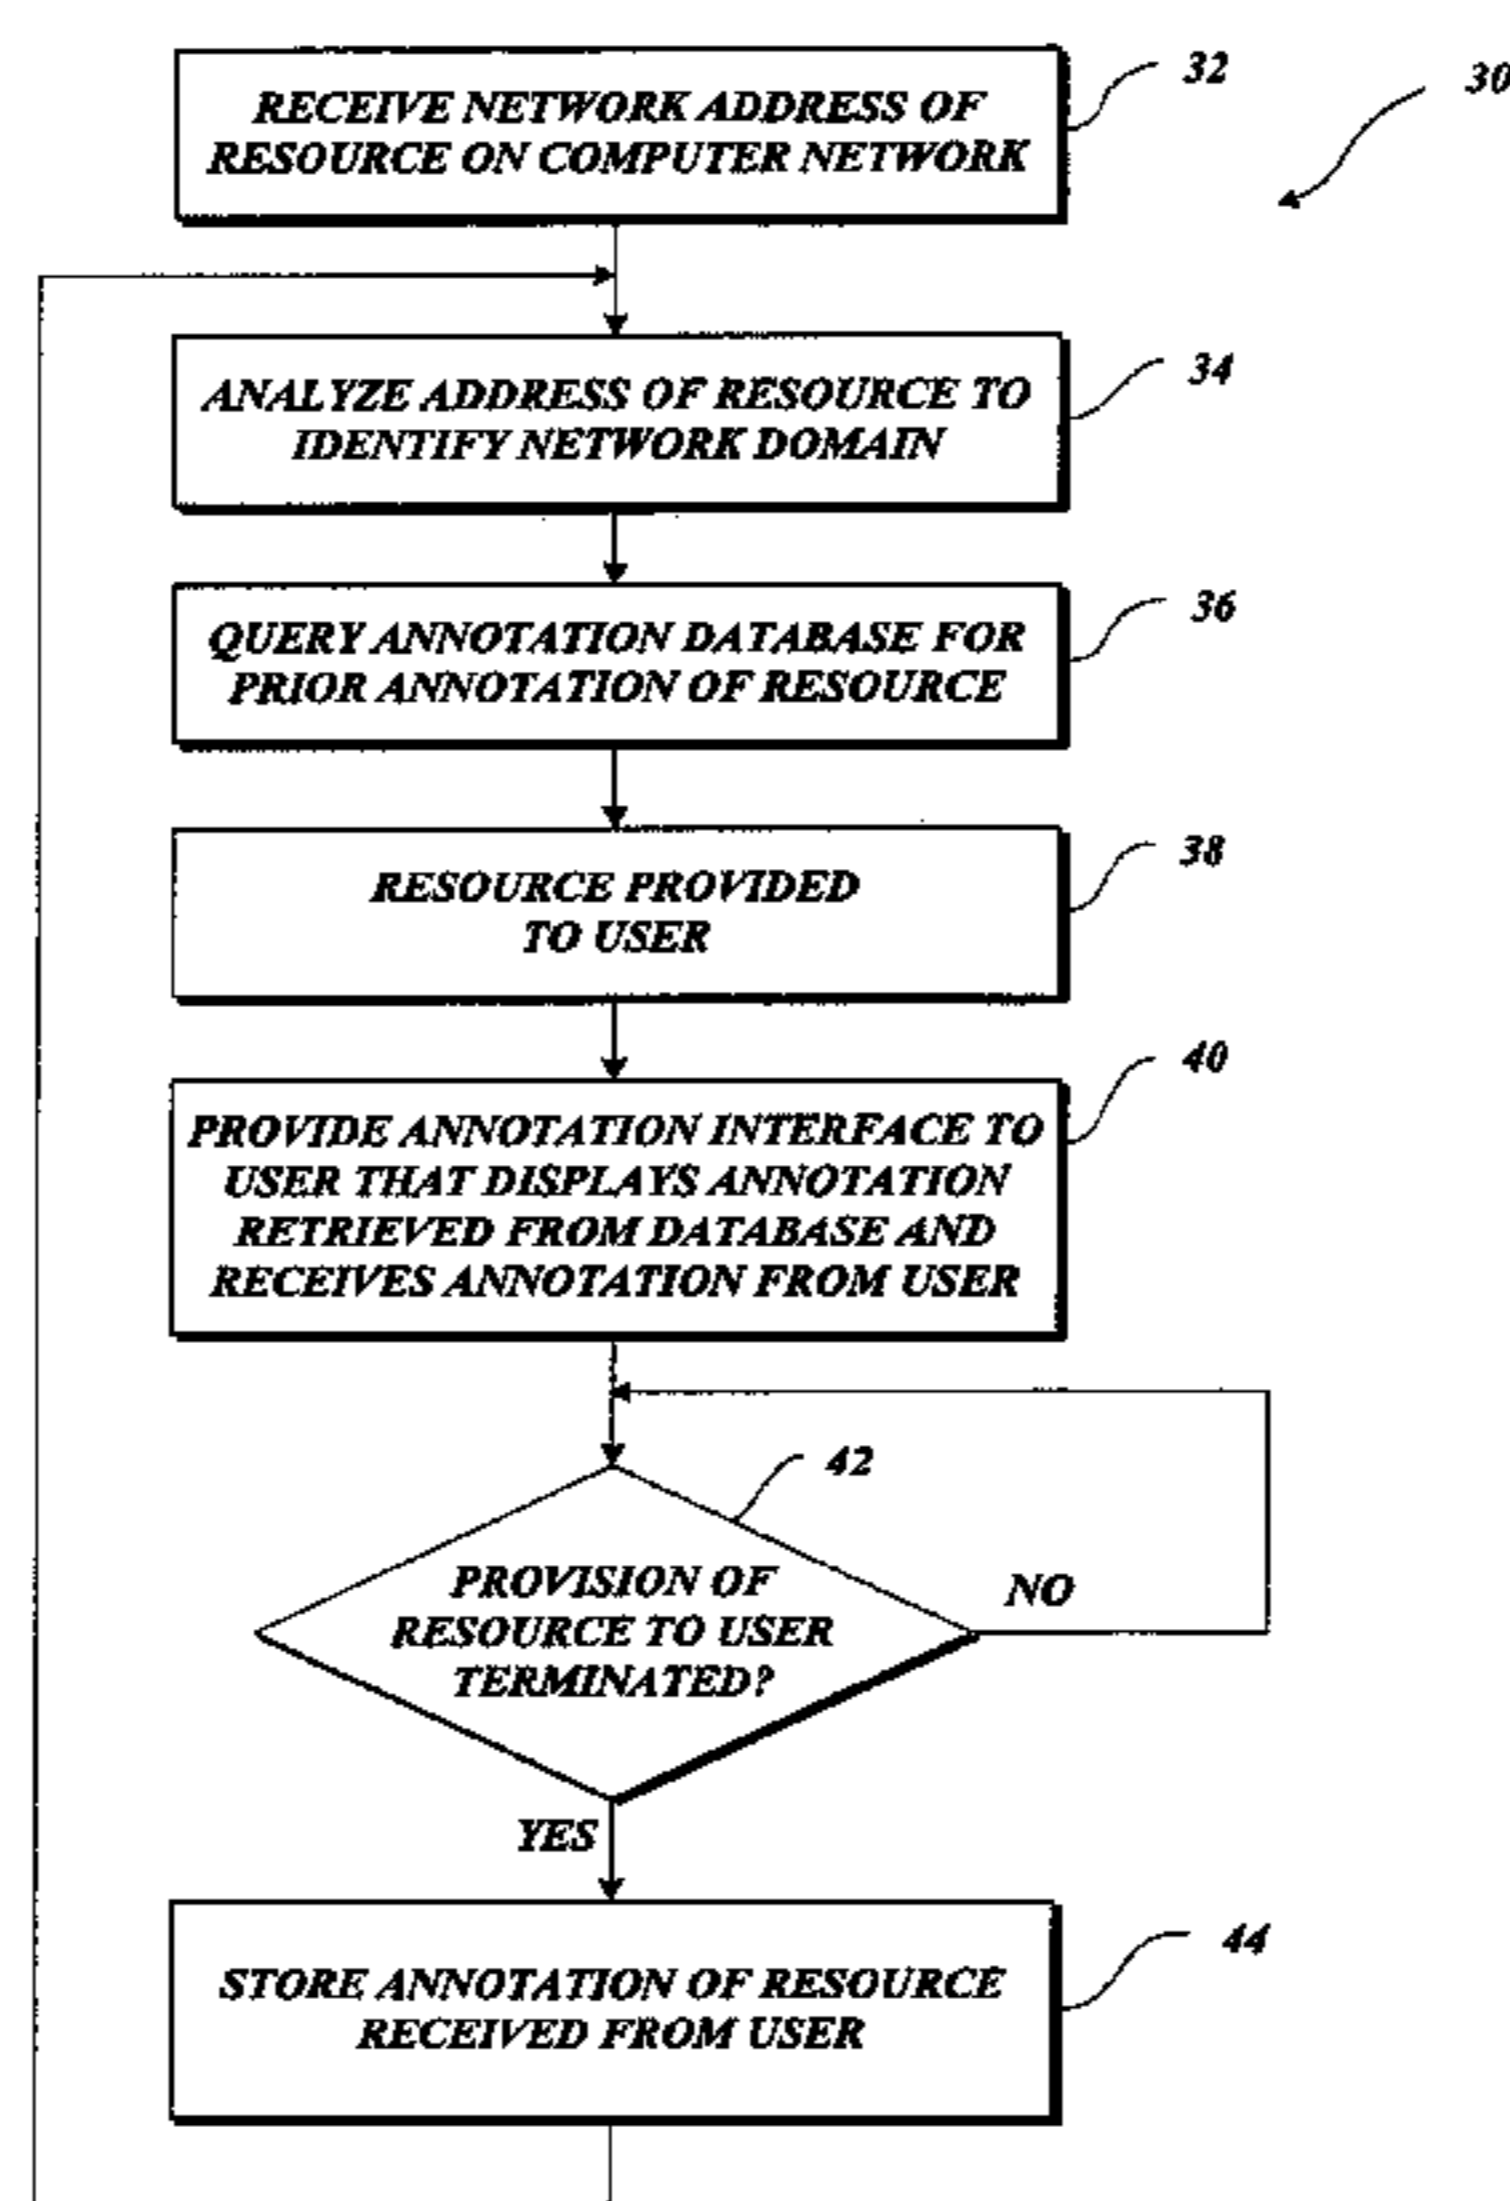 30
32
RECEIVE NETWORK ADDRESS OF
RESOURCE ON COMPUTER NETWORK
34
ANALYZE ADDRESS OF RESOURCE TO
IDENTIFY NETWORK DOMAIN
36
QUERY ANNOTATION DATABASE FOR
PRIOR ANNOTATION OF RESOURCE
38
RESOURCE PROVIDED
TO USER
40
PROVIDE ANNOTATION INTERFACE TO
USER THAT DISPLAYS ANNOTATION
RETRIEVED FROM DATABASE AND
RECEIVES ANNOTATION FROM USER
42
PROVISION OF
RESOURCE TO USER
TERMINATED?
NO
YES
44
STORE ANNOTATION OF RESOURCE
RECEIVED FROM USER